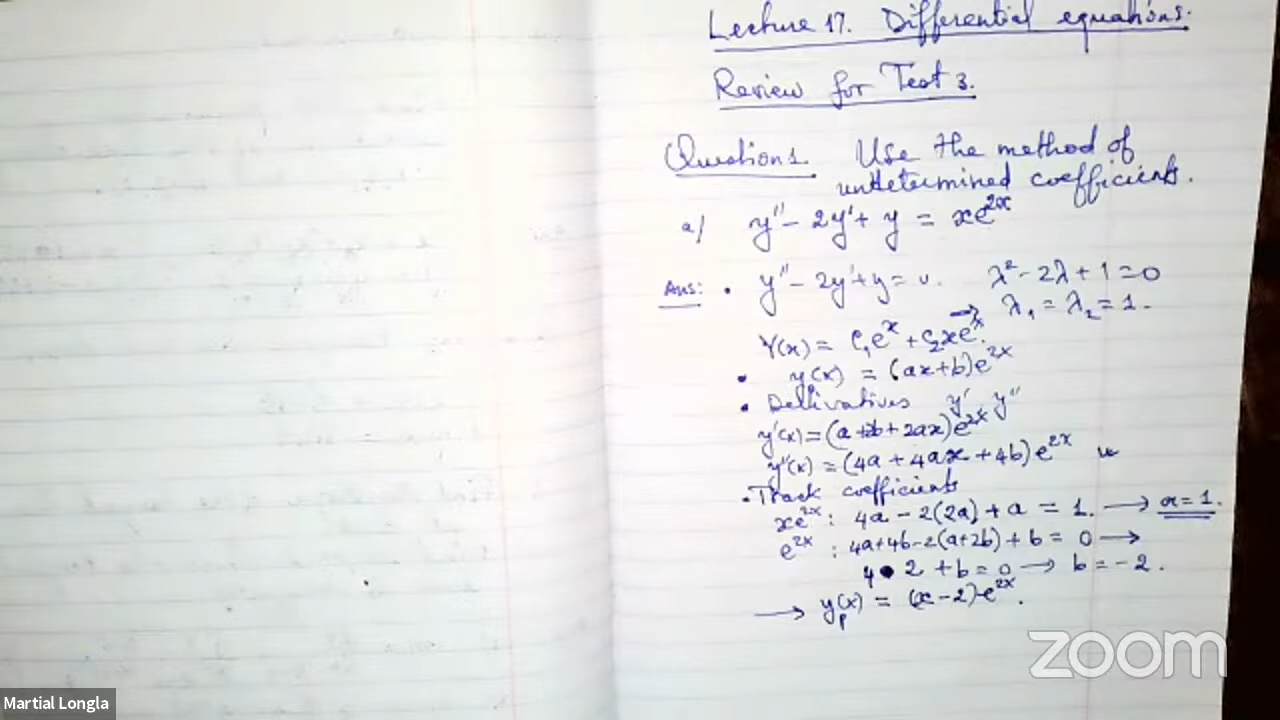 Lecture 17. Differential equations.
Review for Test 3.
Question 1. Use the method of
undetermined coefficients.
a/ y'' - 2y' + y = xe^{2x}
Ans: • y'' - 2y' + y = 0. λ² - 2λ + 1 = 0
→ λ₁ = λ₂ = 1.
Y(x) = C₁e^x + C₂xe^x.
• y_p(x) = (ax+b)e^{2x}
• Derivatives y' y''
y'(x) = (a+2b+2ax)e^{2x}
y''(x) = (4a + 4ax + 4b)e^{2x}
• Track coefficients
xe^{2x} : 4a - 2(2a) + a = 1. → a = 1.
e^{2x} : 4a+4b-2(a+2b) + b = 0 →
2 + b = 0 → b = -2.
→ y_p(x) = (x-2)e^{2x}.
zoom
Martial Longla